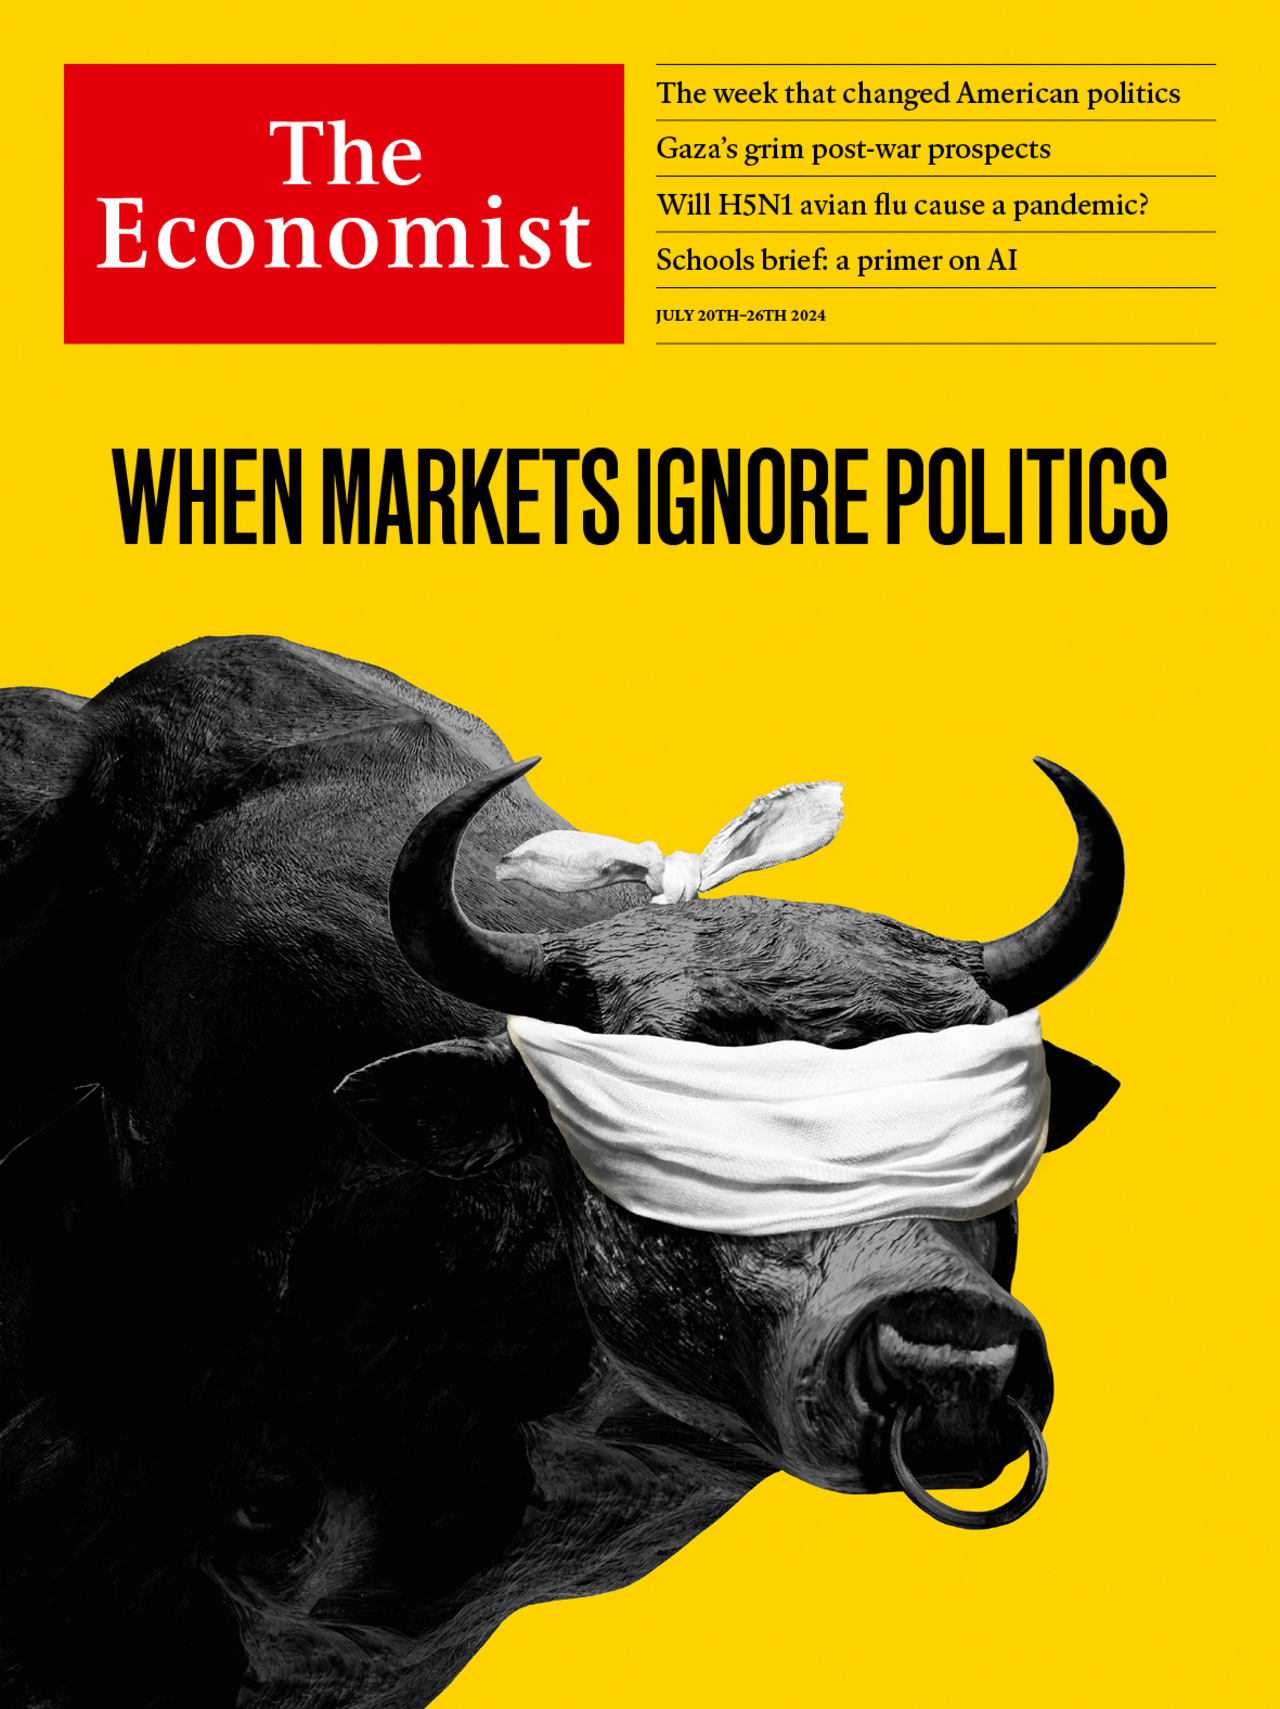 The
Economist
The week that changed American politics
Gaza’s grim post-war prospects
Will H5N1 avian flu cause a pandemic?
Schools brief: a primer on AI
JULY 20TH–26TH 2024
WHEN MARKETS IGNORE POLITICS